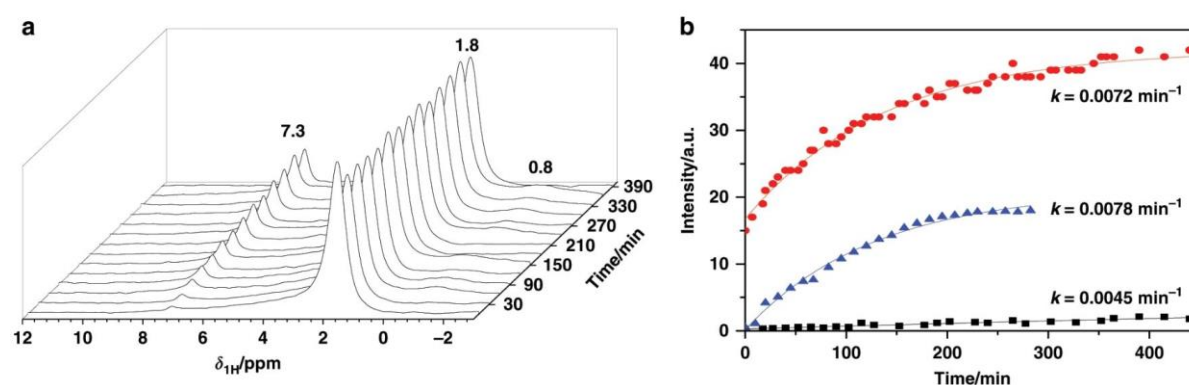 a
7.3
1.8
0.8
390
330
270
210
150
90
30
Time/min
12 10 8 6 4 2 0 −2
δ1H/ppm
b
40
30
20
10
0
Intensity/a.u.
k = 0.0072 min−1
k = 0.0078 min−1
k = 0.0045 min−1
0 100 200 300 400
Time/min